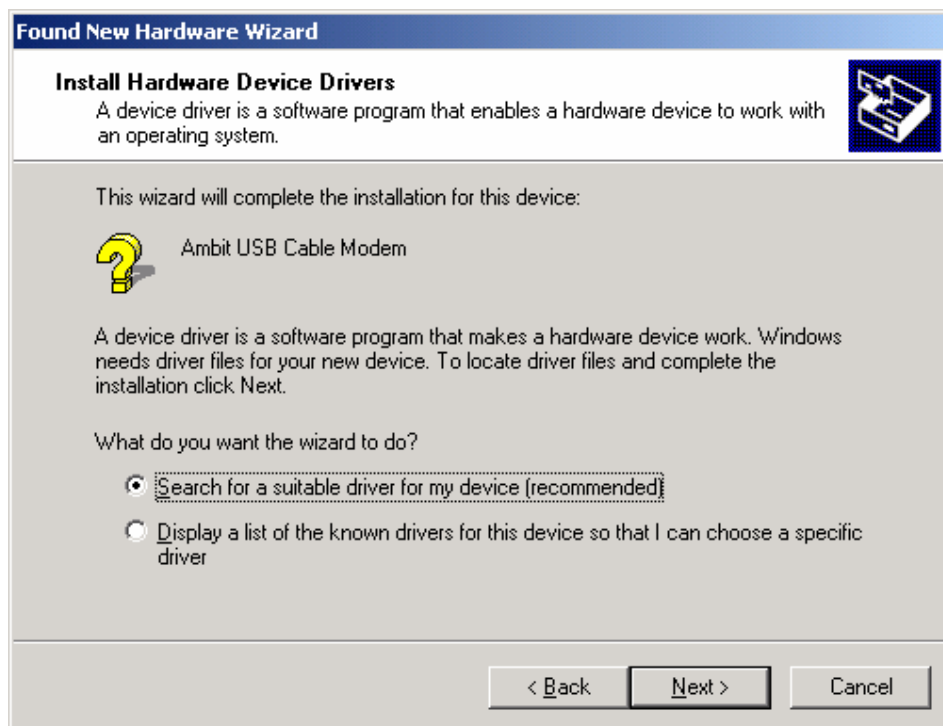 Found New Hardware Wizard
Install Hardware Device Drivers
A device driver is a software program that enables a hardware device to work with
an operating system.
This wizard will complete the installation for this device:
Ambit USB Cable Modem
A device driver is a software program that makes a hardware device work. Windows
needs driver files for your new device. To locate driver files and complete the
installation click Next.
What do you want the wizard to do?
Search for a suitable driver for my device (recommended)
Display a list of the known drivers for this device so that I can choose a specific
driver
< Back
Next >
Cancel